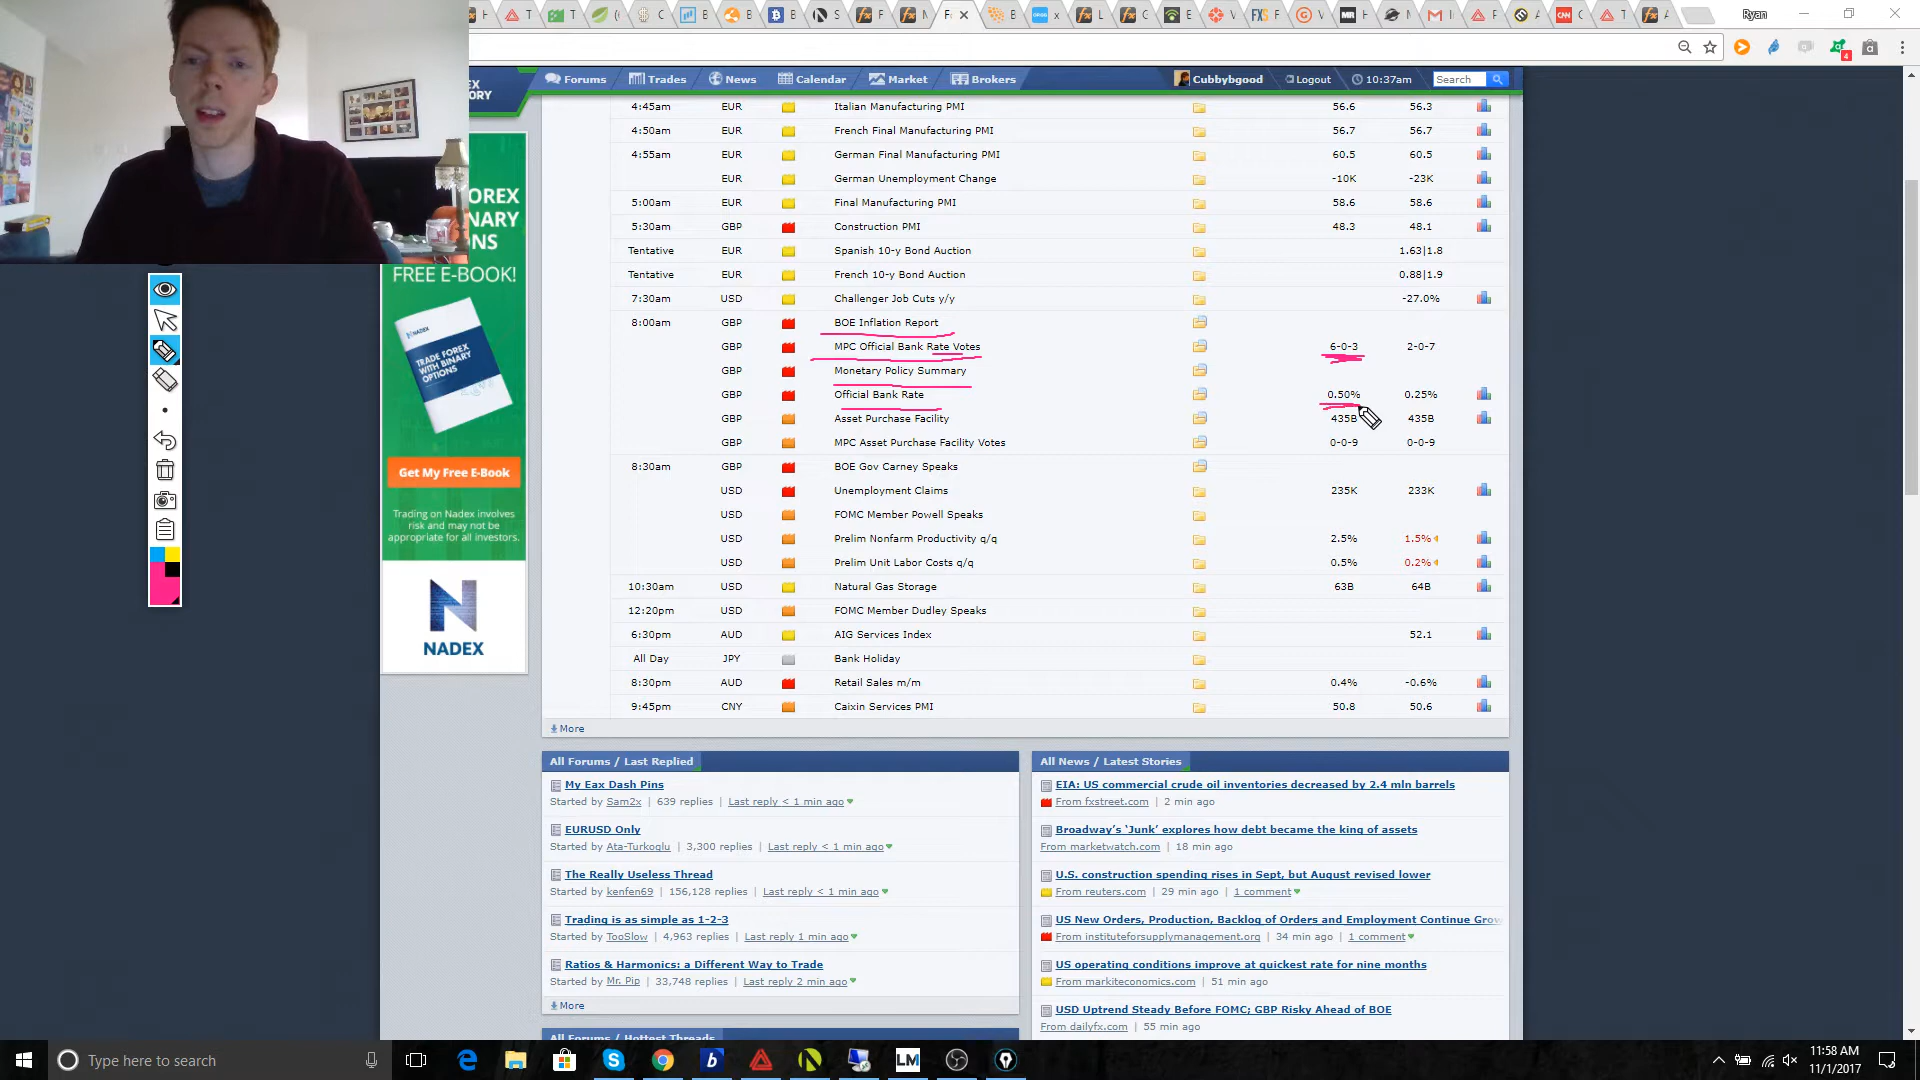 Ryan
ORY
Forums
Trades
News
Calendar
Market
Brokers
Cubbybgood
Logout
10:37am
Search
4:45am EUR Italian Manufacturing PMI 56.6 56.3
4:50am EUR French Final Manufacturing PMI 56.7 56.7
4:55am EUR German Final Manufacturing PMI 60.5 60.5
EUR German Unemployment Change -10K -23K
5:00am EUR Final Manufacturing PMI 58.6 58.6
5:30am GBP Construction PMI 48.3 48.1
Tentative EUR Spanish 10-y Bond Auction 1.63|1.8
Tentative EUR French 10-y Bond Auction 0.88|1.9
7:30am USD Challenger Job Cuts y/y -27.0%
8:00am GBP BOE Inflation Report
GBP MPC Official Bank Rate Votes 6-0-3 2-0-7
GBP Monetary Policy Summary
GBP Official Bank Rate 0.50% 0.25%
GBP Asset Purchase Facility 435B 435B
GBP MPC Asset Purchase Facility Votes 0-0-9 0-0-9
8:30am GBP BOE Gov Carney Speaks
USD Unemployment Claims 235K 233K
USD FOMC Member Powell Speaks
USD Prelim Nonfarm Productivity q/q 2.5% 1.5%
USD Prelim Unit Labor Costs q/q 0.5% 0.2%
10:30am USD Natural Gas Storage 63B 64B
12:20pm USD FOMC Member Dudley Speaks
6:30pm AUD AIG Services Index 52.1
All Day JPY Bank Holiday
8:30pm AUD Retail Sales m/m 0.4% -0.6%
9:45pm CNY Caixin Services PMI 50.8 50.6
More
OREX
NARY
NS
FREE E-BOOK!
NADEX
TRADE FOREX
WITH BINARY
OPTIONS
Get My Free E-Book
Trading on Nadex involves
risk and may not be
appropriate for all investors.
NADEX
All Forums / Last Replied
My Eax Dash Pins
Started by Sam2x | 639 replies | Last reply < 1 min ago
EURUSD Only
Started by Ata-Turkoglu | 3,300 replies | Last reply < 1 min ago
The Really Useless Thread
Started by kenfen69 | 156,128 replies | Last reply < 1 min ago
Trading is as simple as 1-2-3
Started by TooSlow | 4,963 replies | Last reply 1 min ago
Ratios & Harmonics: a Different Way to Trade
Started by Mr. Pip | 33,748 replies | Last reply 2 min ago
More
All Forums / Hottest Threads
All News / Latest Stories
EIA: US commercial crude oil inventories decreased by 2.4 mln barrels
From fxstreet.com | 2 min ago
Broadway's 'Junk' explores how debt became the king of assets
From marketwatch.com | 18 min ago
U.S. construction spending rises in Sept, but August revised lower
From reuters.com | 29 min ago | 1 comment
US New Orders, Production, Backlog of Orders and Employment Continue Grow
From instituteforsupplymanagement.org | 34 min ago | 1 comment
US operating conditions improve at quickest rate for nine months
From markiteconomics.com | 51 min ago
USD Uptrend Steady Before FOMC; GBP Risky Ahead of BOE
From dailyfx.com | 55 min ago
Type here to search
LM
11:58 AM
11/1/2017